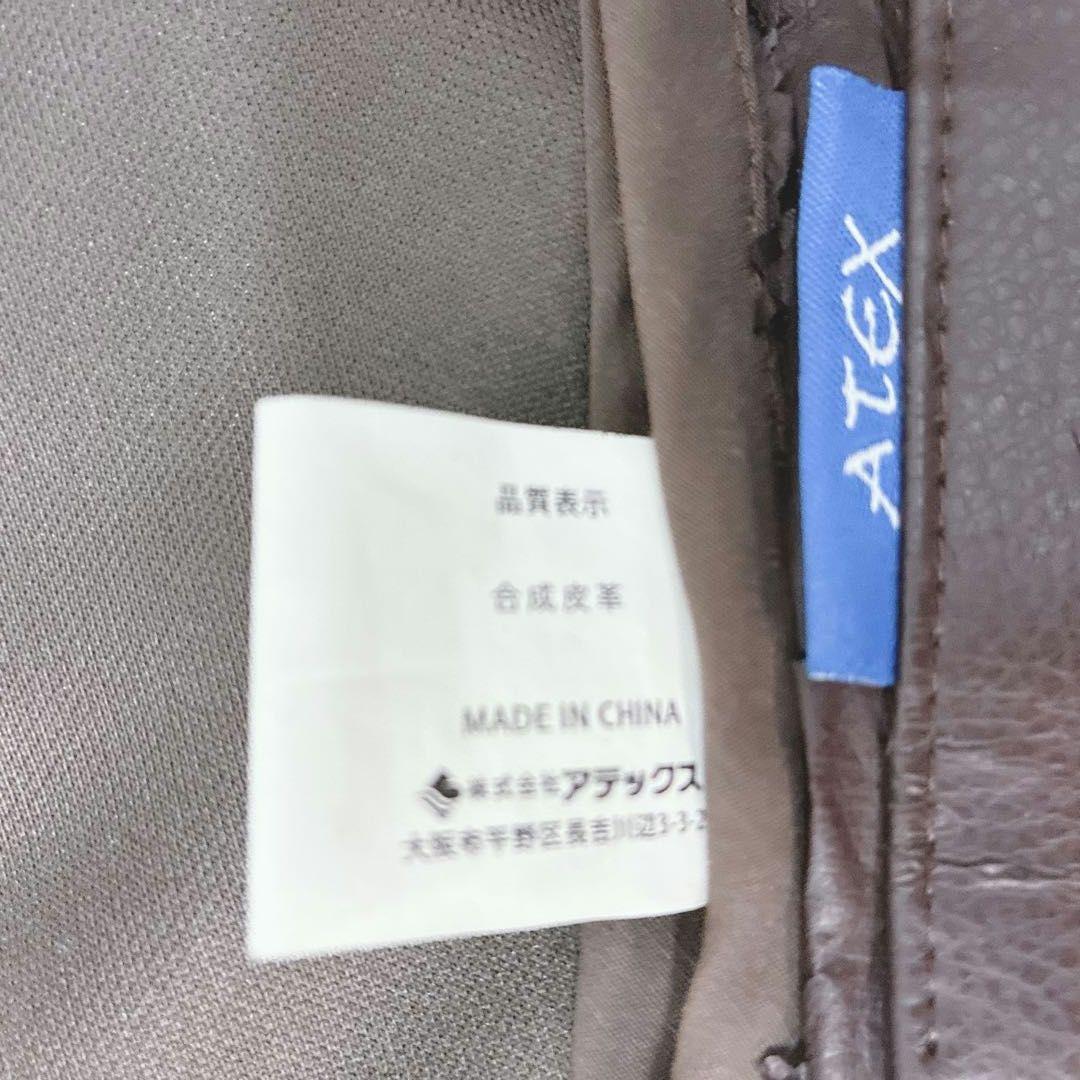 品質表示
合成皮革
MADE IN CHINA
株式会社アテックス
大阪市平野区長吉川辺3-3-2
ATEX